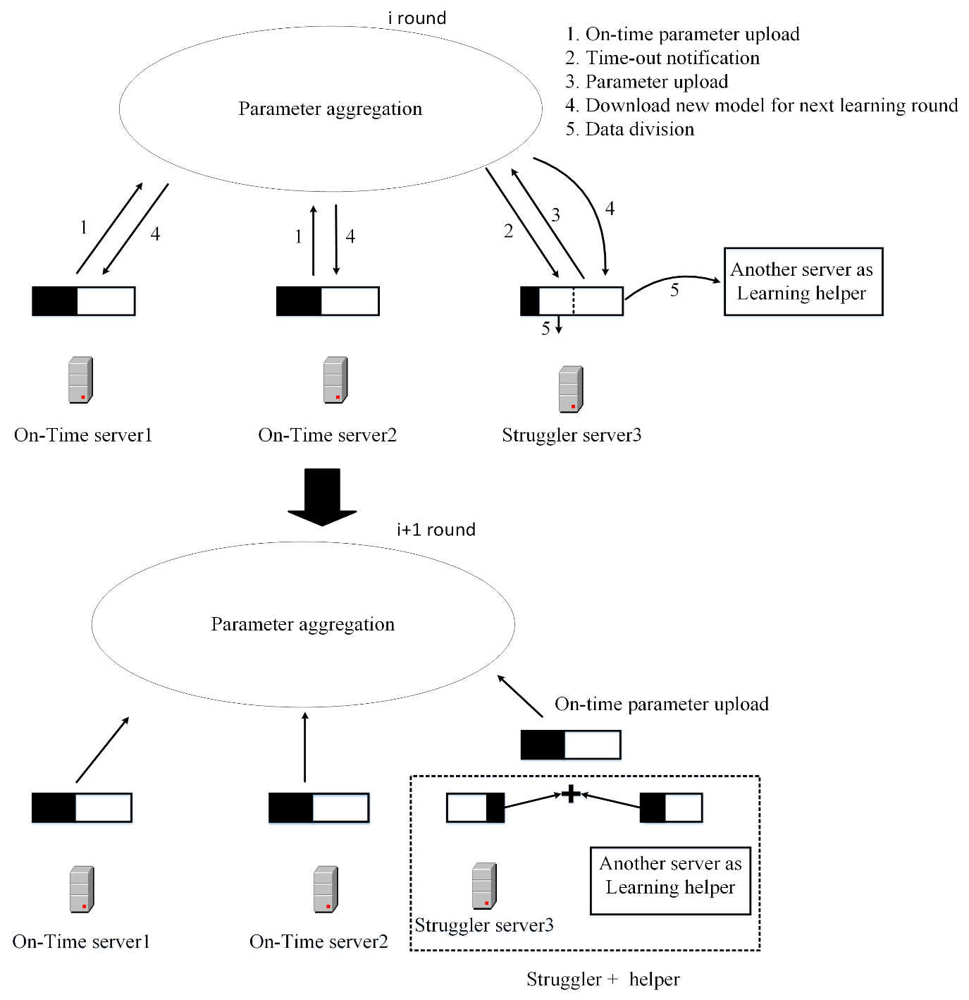 i round
1. On-time parameter upload
2. Time-out notification
3. Parameter upload
4. Download new model for next learning round
5. Data division
Parameter aggregation
1
4
1
4
2
3
4
5
5
Another server as
Learning helper
On-Time server1
On-Time server2
Struggler server3
i+1 round
Parameter aggregation
On-time parameter upload
+
Another server as
Learning helper
Struggler server3
On-Time server1
On-Time server2
Struggler + helper